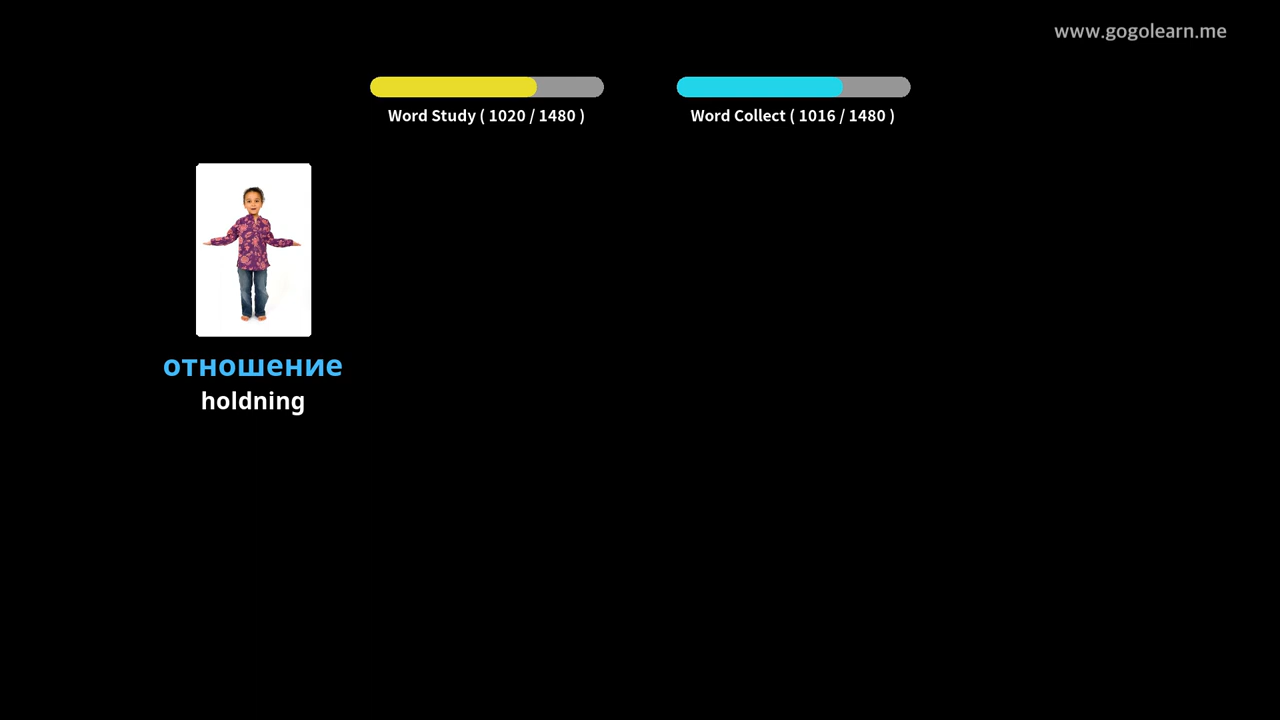 www.gogolearn.me
Word Study ( 1020 / 1480 )
Word Collect ( 1016 / 1480 )
отношение
holdning